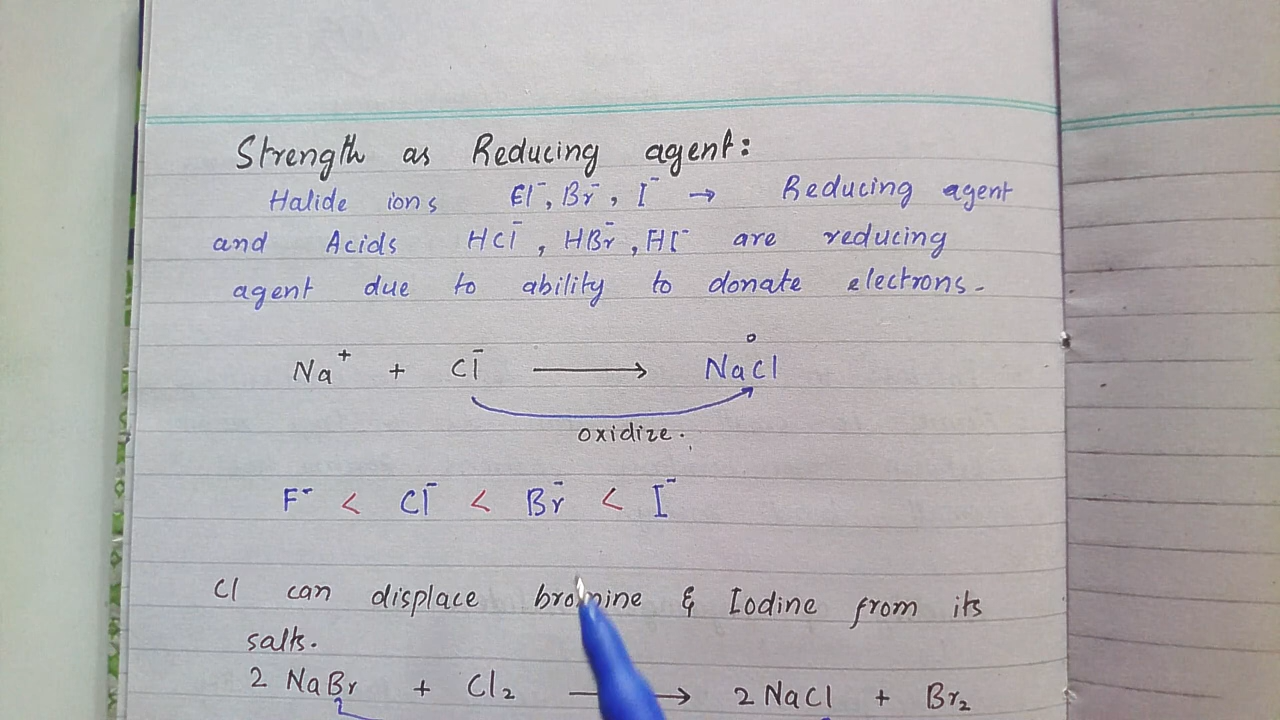 Strength as Reducing agent:
Halide ions Cl⁻, Br⁻, I⁻ → Reducing agent
and Acids HCl⁻, HBr⁻, HI⁻ are reducing
agent due to ability to donate electrons-
Na⁺ + Cl⁻ ⟶ NaCl⁰
oxidize.
F⁻ < Cl⁻ < Br⁻ < I⁻
Cl can displace bromine & Iodine from its
salts.
2 NaBr + Cl₂ ⟶ 2 NaCl + Br₂